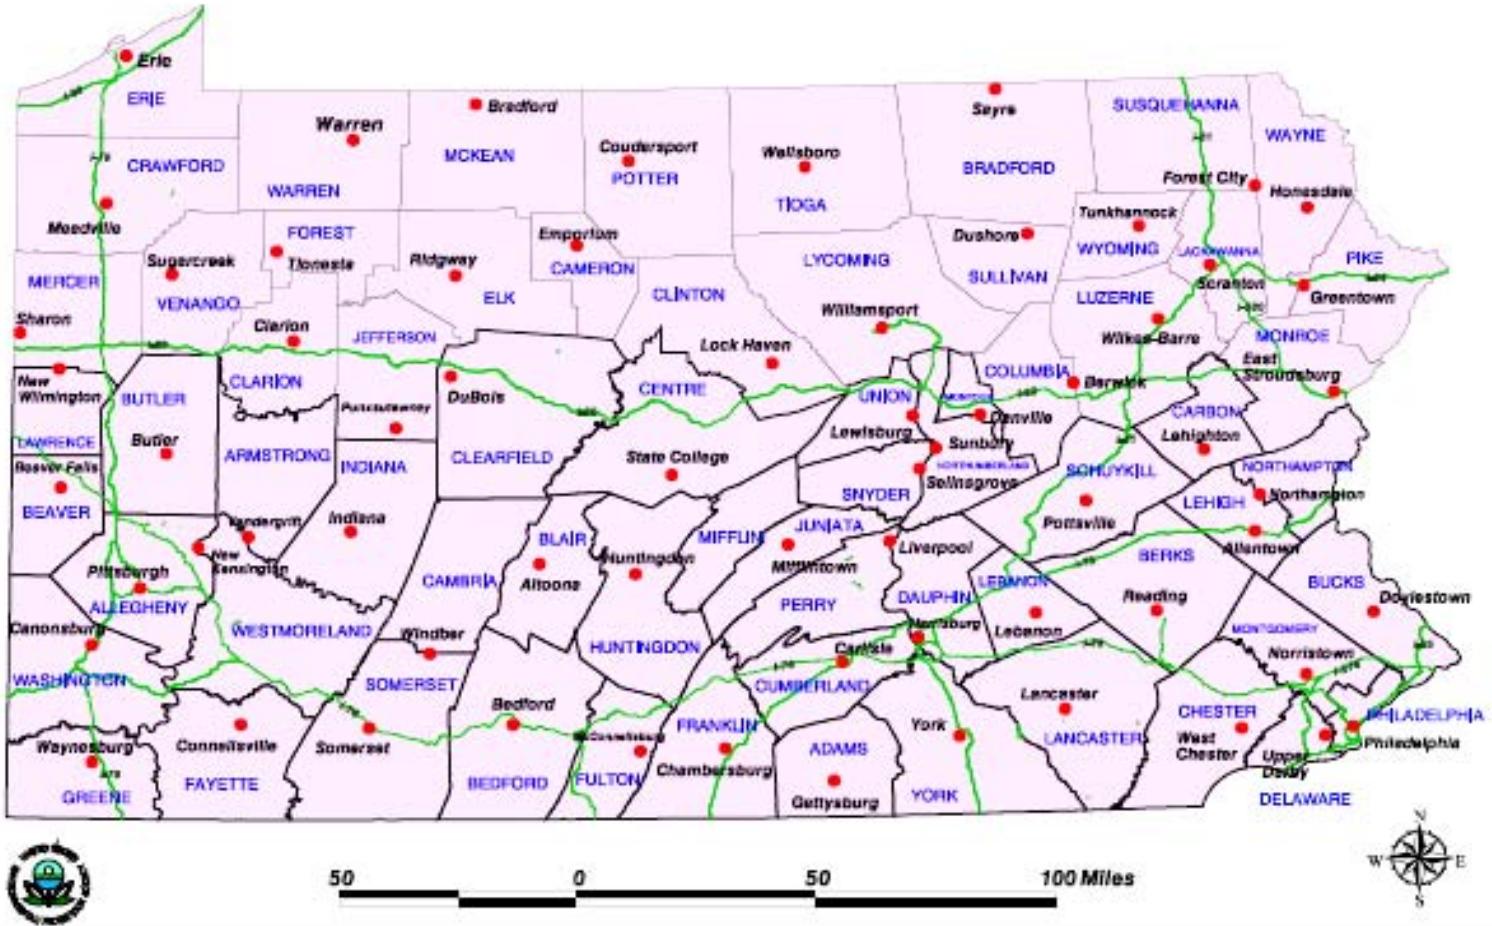 Erie
ERIE
Warren
Bradford
Sayre
SUSQUEHANNA
WAYNE
CRAWFORD
WARREN
MCKEAN
Coudersport
POTTER
Wellsboro
TIOGA
BRADFORD
Forest City
Honesdale
Meadville
FOREST
Tionesta
Sugarcreek
Ridgway
Emporium
CAMERON
LYCOMING
Dushore
SULLIVAN
Tunkhannock
WYOMING
LACKAWANNA
Scranton
PIKE
Greentown
MERCER
VENANGO
ELK
CLINTON
LUZERNE
Sharon
Clarion
JEFFERSON
Williamsport
Wilkes-Barre
MONROE
Lock Haven
East
Stroudsburg
New
Wilmington
BUTLER
CLARION
DuBois
CENTRE
UNION
COLUMBIA
Berwick
CARBON
Punxsutawney
Danville
LAWRENCE
Butler
ARMSTRONG
INDIANA
CLEARFIELD
State College
Lewisburg
Sunbury
NORTHUMBERLAND
Selinsgrove
SCHUYKILL
Lehighton
NORTHAMPTON
Beaver Falls
BEAVER
SNYDER
Pottsville
LEHIGH
Northampton
Vandergrift
Indiana
BLAIR
MIFFLIN
JUNIATA
Liverpool
Allentown
New
Kensington
Pittsburgh
ALLEGHENY
CAMBRIA
Altoona
Huntingdon
Mifflintown
PERRY
DAUPHIN
LEBANON
BERKS
BUCKS
Doylestown
Reading
Lebanon
Canonsburg
WESTMORELAND
Windber
HUNTINGDON
Carlisle
Harrisburg
MONTGOMERY
Norristown
I-76
WASHINGTON
SOMERSET
CUMBERLAND
Lancaster
Bedford
FRANKLIN
CHESTER
PHILADELPHIA
Waynesburg
Connellsville
Somerset
McConnellsburg
Chambersburg
ADAMS
York
LANCASTER
West
Chester
Upper
Darby
Philadelphia
GREENE
FAYETTE
BEDFORD
FULTON
Gettysburg
YORK
DELAWARE
N
W
E
S
50
0
50
100 Miles